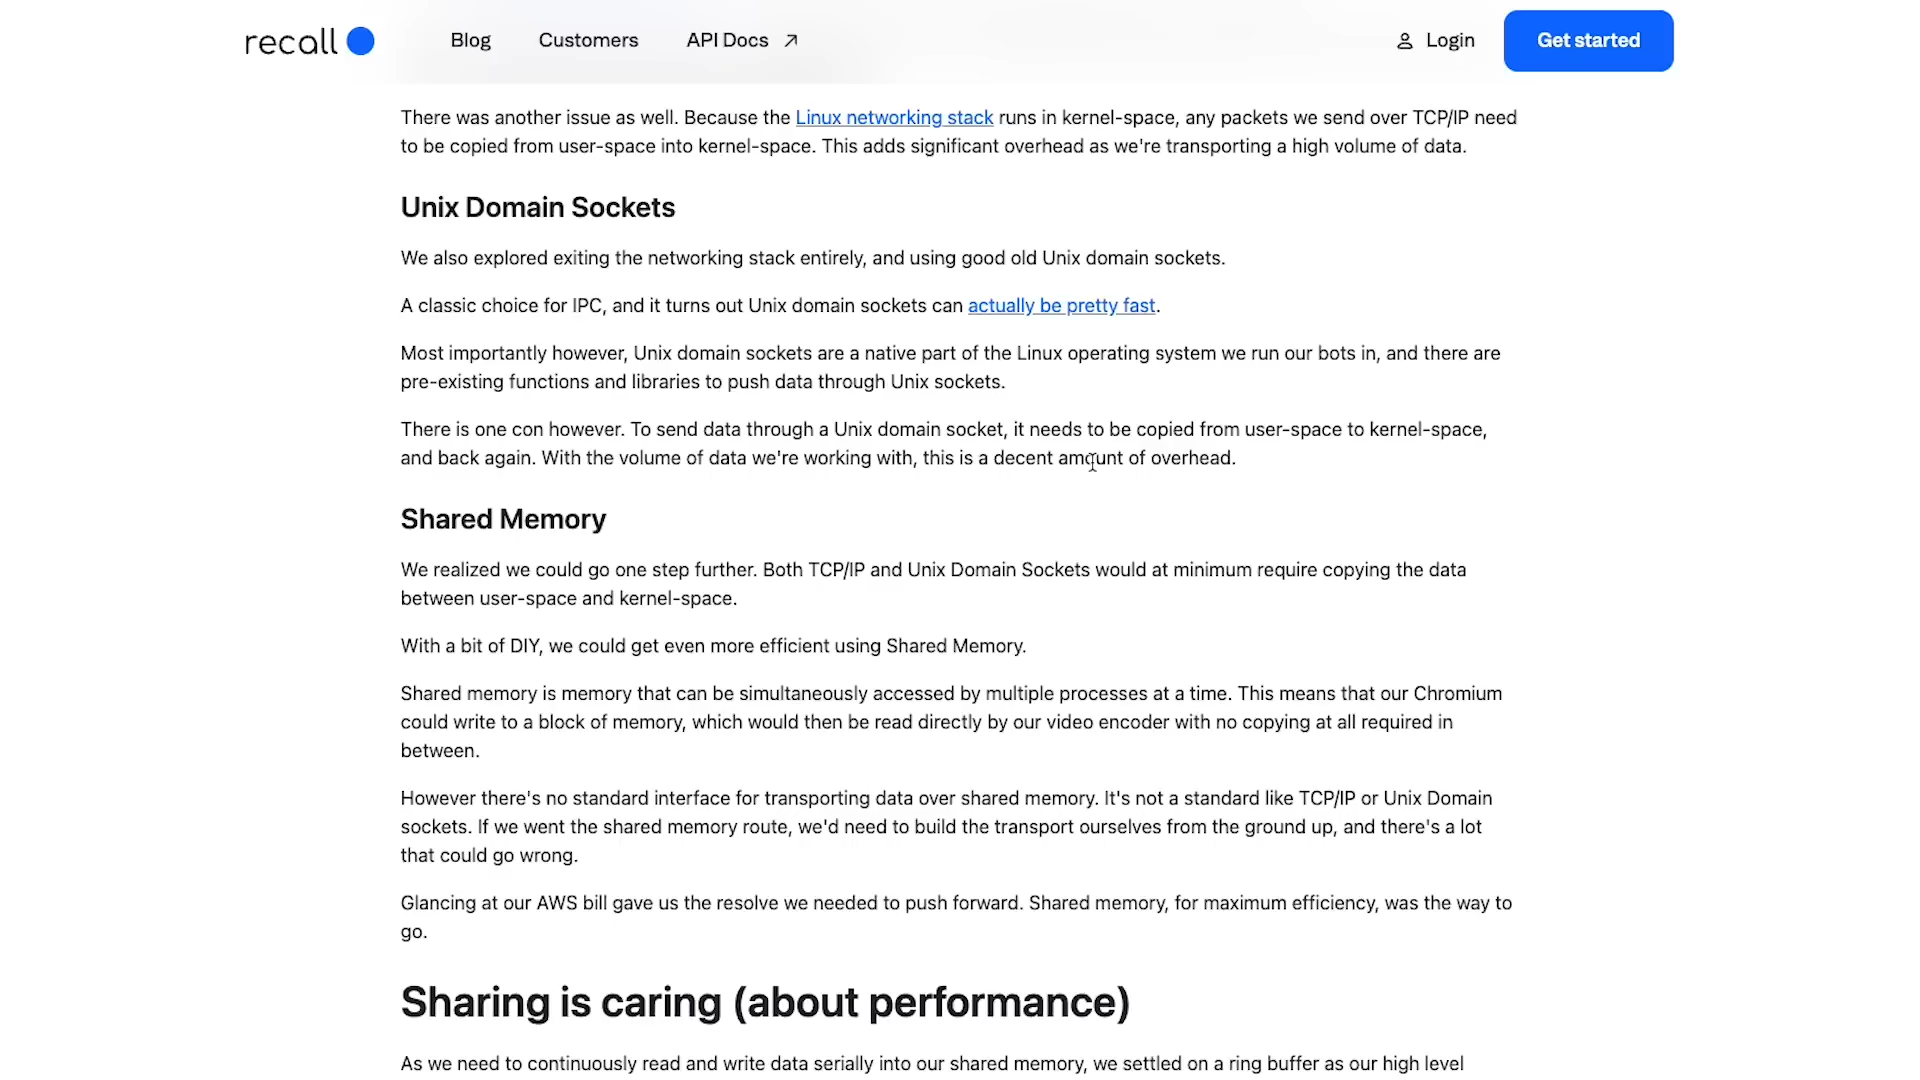 recall
Blog
Customers
API Docs
Login
Get started
There was another issue as well. Because the Linux networking stack runs in kernel-space, any packets we send over TCP/IP need
to be copied from user-space into kernel-space. This adds significant overhead as we're transporting a high volume of data.
Unix Domain Sockets
We also explored exiting the networking stack entirely, and using good old Unix domain sockets.
A classic choice for IPC, and it turns out Unix domain sockets can actually be pretty fast.
Most importantly however, Unix domain sockets are a native part of the Linux operating system we run our bots in, and there are
pre-existing functions and libraries to push data through Unix sockets.
There is one con however. To send data through a Unix domain socket, it needs to be copied from user-space to kernel-space,
and back again. With the volume of data we're working with, this is a decent amount of overhead.
Shared Memory
We realized we could go one step further. Both TCP/IP and Unix Domain Sockets would at minimum require copying the data
between user-space and kernel-space.
With a bit of DIY, we could get even more efficient using Shared Memory.
Shared memory is memory that can be simultaneously accessed by multiple processes at a time. This means that our Chromium
could write to a block of memory, which would then be read directly by our video encoder with no copying at all required in
between.
However there's no standard interface for transporting data over shared memory. It's not a standard like TCP/IP or Unix Domain
sockets. If we went the shared memory route, we'd need to build the transport ourselves from the ground up, and there's a lot
that could go wrong.
Glancing at our AWS bill gave us the resolve we needed to push forward. Shared memory, for maximum efficiency, was the way to
go.
Sharing is caring (about performance)
As we need to continuously read and write data serially into our shared memory, we settled on a ring buffer as our high level